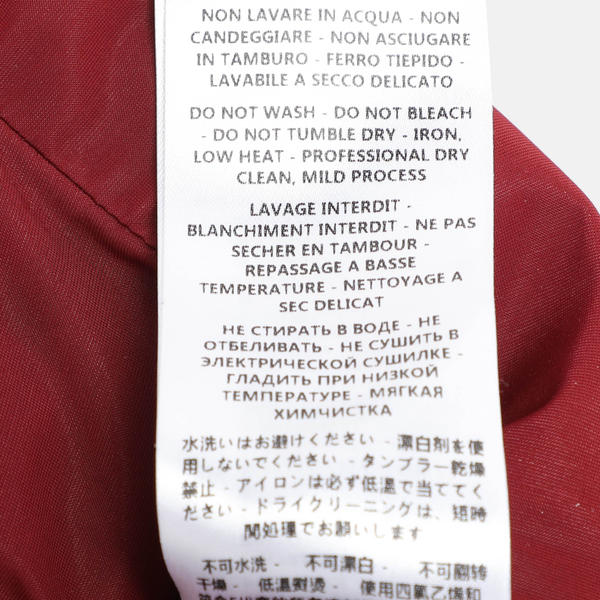 NON LAVARE IN ACQUA - NON
CANDEGGIARE - NON ASCIUGARE
IN TAMBURO - FERRO TIEPIDO -
LAVABILE A SECCO DELICATO
DO NOT WASH - DO NOT BLEACH
- DO NOT TUMBLE DRY - IRON,
LOW HEAT - PROFESSIONAL DRY
CLEAN, MILD PROCESS
LAVAGE INTERDIT -
BLANCHIMENT INTERDIT - NE PAS
SECHER EN TAMBOUR -
REPASSAGE A BASSE
TEMPERATURE - NETTOYAGE A
SEC DELICAT
НЕ СТИРАТЬ В ВОДЕ - НЕ
ОТБЕЛИВАТЬ - НЕ СУШИТЬ В
ЭЛЕКТРИЧЕСКОЙ СУШИЛКЕ -
ГЛАДИТЬ ПРИ НИЗКОЙ
ТЕМПЕРАТУРЕ - МЯГКАЯ
ХИМЧИСТКА
水洗いはお避けください - 漂白剤を使
用しないでください - タンブラー乾燥
禁止 - アイロンは必ず低温で当ててく
ださい - ドライクリーニングは、短時
間処理でお願いします
不可水洗 - 不可漂白 - 不可翻转
干燥 - 低温熨烫 - 使用四氯乙烯和